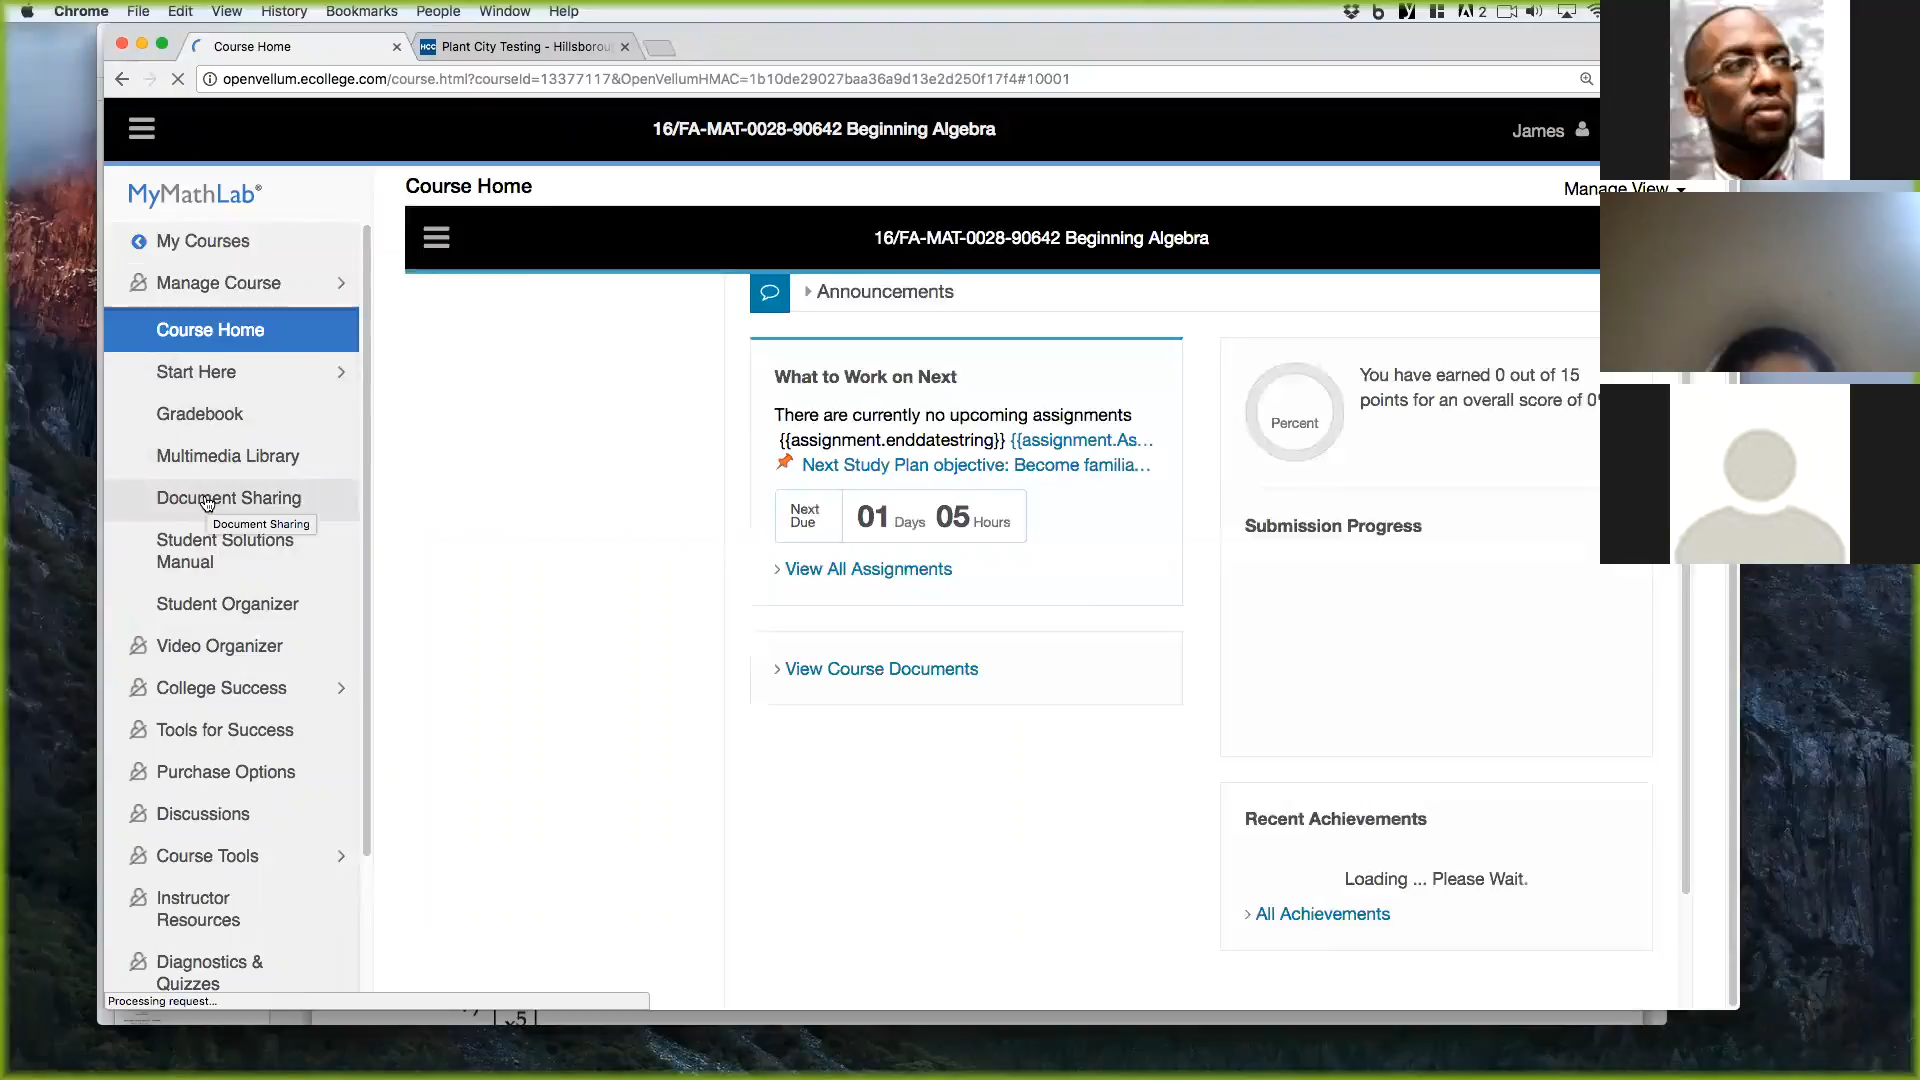 Chrome File Edit View History Bookmarks People Window Help
2
Course Home
HCC Plant City Testing - Hillsborou
openvellum.ecollege.com/course.html?courseId=13377117&OpenVellumHMAC=1b10de29027baa36a9d13e2d250f17f4#10001
16/FA-MAT-0028-90642 Beginning Algebra
James
MyMathLab®
My Courses
Manage Course
Course Home
Start Here
Gradebook
Multimedia Library
Document Sharing
Document Sharing
Student Solutions
Manual
Student Organizer
Video Organizer
College Success
Tools for Success
Purchase Options
Discussions
Course Tools
Instructor
Resources
Diagnostics &
Quizzes
Processing request...
Course Home
Manage View
16/FA-MAT-0028-90642 Beginning Algebra
Announcements
What to Work on Next
There are currently no upcoming assignments
{{assignment.enddatestring}} {{assignment.As...
Next Study Plan objective: Become familia...
Next
Due
01 Days 05 Hours
View All Assignments
View Course Documents
Percent
You have earned 0 out of 15
points for an overall score of 0
Submission Progress
Recent Achievements
Loading ... Please Wait.
All Achievements
x5